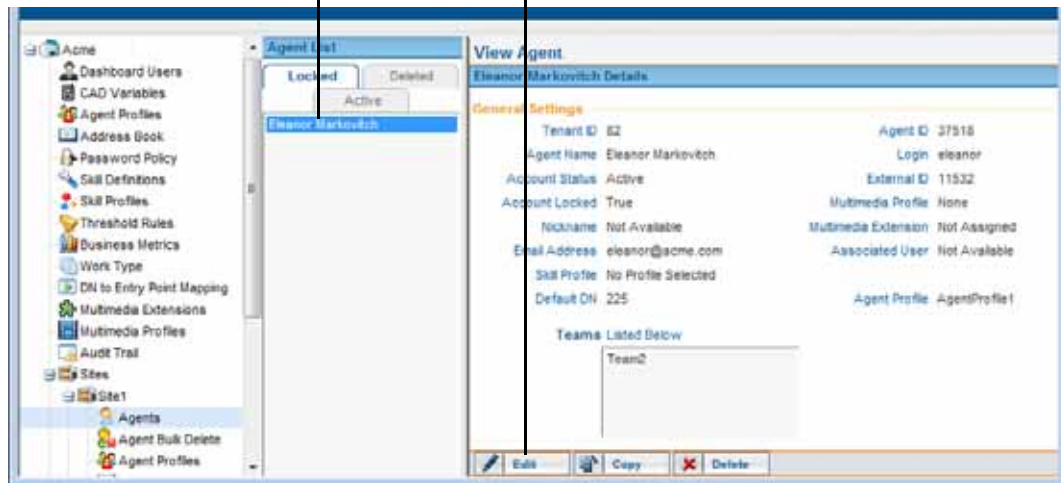 Acme
Dashboard Users
CAD Variables
Agent Profiles
Address Book
Password Policy
Skill Definitions
Skill Profiles
Threshold Rules
Business Metrics
Work Type
DN to Entry Point Mapping
Multimedia Extensions
Multimedia Profiles
Audit Trail
Sites
Site1
Agents
Agent Bulk Delete
Agent Profiles
Agent List
Locked Deleted
Active
Eleanor Markovitch
View Agent
Eleanor Markovitch Details
General Settings
Tenant ID 82 Agent ID 37518
Agent Name Eleanor Markovitch Login eleanor
Account Status Active External ID 11532
Account Locked True Multimedia Profile None
Nickname Not Available Multimedia Extension Not Assigned
Email Address eleanor@acme.com Associated User Not Available
Skill Profile No Profile Selected
Default DN 225 Agent Profile AgentProfile1
Teams Listed Below
Team2
Edit Copy Delete